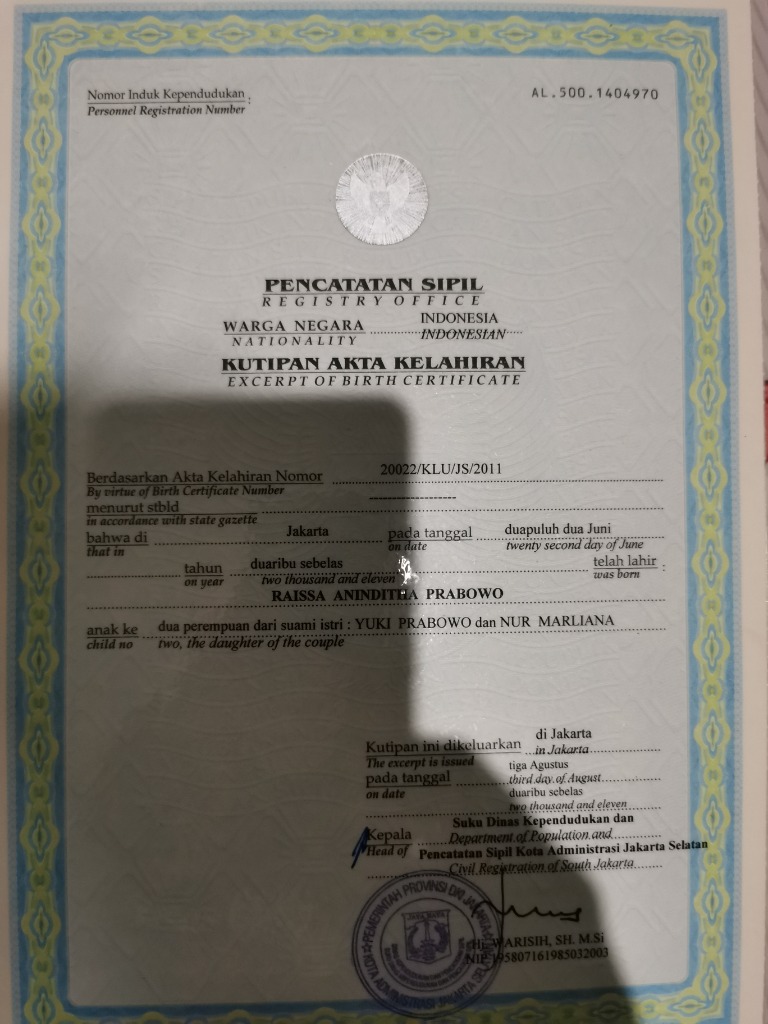 Nomor Induk Kependudukan :
Personnel Registration Number
AL.500.1404970
PENCATATAN SIPIL
REGISTRY OFFICE
WARGA NEGARA INDONESIA
NATIONALITY INDONESIAN
KUTIPAN AKTA KELAHIRAN
EXCERPT OF BIRTH CERTIFICATE
Berdasarkan Akta Kelahiran Nomor 20022/KLU/JS/2011
By virtue of Birth Certificate Number
menurut stbld --------------------
in accordance with state gazette
bahwa di Jakarta pada tanggal duapuluh dua Juni
that in on date twenty second day of June
tahun duaribu sebelas telah lahir :
on year two thousand and eleven was born
RAISSA ANINDITHA PRABOWO
anak ke dua perempuan dari suami istri : YUKI PRABOWO dan NUR MARLIANA
child no two, the daughter of the couple
Kutipan ini dikeluarkan di Jakarta
The excerpt is issued in Jakarta
pada tanggal tiga Agustus
on date third day of August
duaribu sebelas
two thousand and eleven
Kepala Suku Dinas Kependudukan dan
Head of Department of Population and
Pencatatan Sipil Kota Administrasi Jakarta Selatan
Civil Registration of South Jakarta
PEMERINTAH PROVINSI DKI JAKARTA
JAYA RAYA
KOTA ADMINISTRASI JAKARTA
Hj. WARISIH, SH. M.Si
NIP 195807161985032003